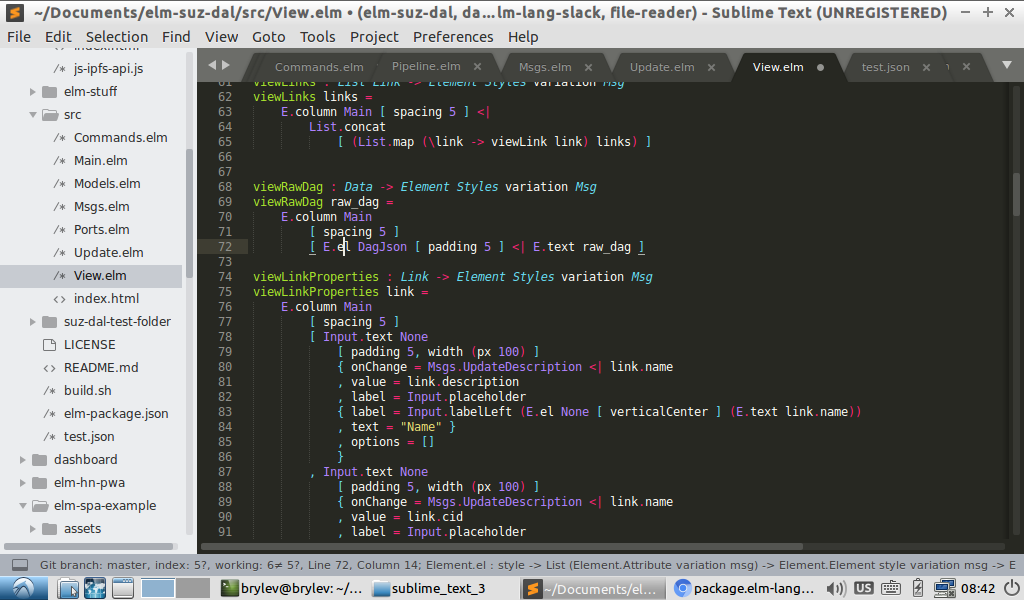 ~/Documents/elm-suz-dal/src/View.elm • (elm-suz-dal, da...lm-lang-slack, file-reader) - Sublime Text (UNREGISTERED)
File Edit Selection Find View Goto Tools Project Preferences Help
index.html
js-ipfs-api.js
elm-stuff
src
Commands.elm
Main.elm
Models.elm
Msgs.elm
Ports.elm
Update.elm
View.elm
index.html
suz-dal-test-folder
LICENSE
README.md
build.sh
elm-package.json
test.json
dashboard
elm-hn-pwa
elm-spa-example
assets
Commands.elm Pipeline.elm × Msgs.elm × Update.elm × View.elm • test.json × ×
61 viewLinks : List Link -> Element Styles variation Msg
62 viewLinks links =
63     E.column Main [ spacing 5 ] <|
64         List.concat
65             [ (List.map (\link -> viewLink link) links) ]
66
67
68 viewRawDag : Data -> Element Styles variation Msg
69 viewRawDag raw_dag =
70     E.column Main
71         [ spacing 5 ]
72         [ E.el DagJson [ padding 5 ] <| E.text raw_dag ]
73
74 viewLinkProperties : Link -> Element Styles variation Msg
75 viewLinkProperties link =
76     E.column Main
77         [ spacing 5 ]
78         [ Input.text None
79             [ padding 5, width (px 100) ]
80             { onChange = Msgs.UpdateDescription <| link.name
81             , value = link.description
82             , label = Input.placeholder
83             { label = Input.labelLeft (E.el None [ verticalCenter ] (E.text link.name))
84             , text = "Name" }
85             , options = []
86             }
87         , Input.text None
88             [ padding 5, width (px 100) ]
89             { onChange = Msgs.UpdateDescription <| link.name
90             , value = link.cid
91             , label = Input.placeholder
Git branch: master, index: 5?, working: 6≠ 5?, Line 72, Column 14; Element.el : style -> List (Element.Attribute variation msg) -> Element.Element style variation msg -> E
brylev@brylev: ~/... sublime_text_3 ~/Documents/el... package.elm-lang... US 08:42